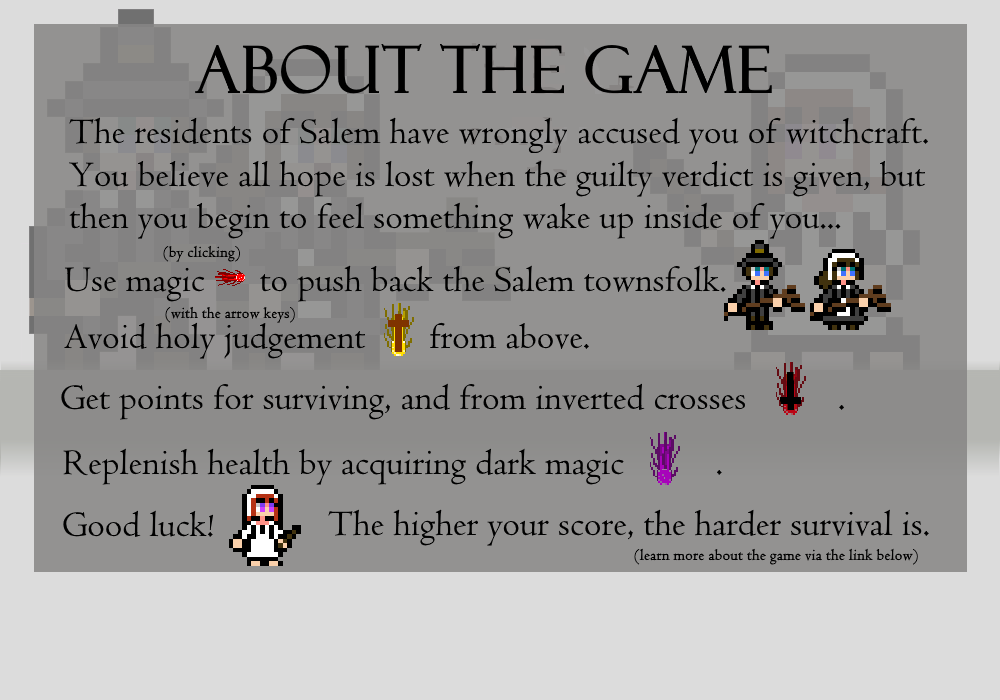 ABOUT THE GAME
The residents of Salem have wrongly accused you of witchcraft.
You believe all hope is lost when the guilty verdict is given, but
then you begin to feel something wake up inside of you...
(by clicking)
Use magic to push back the Salem townsfolk.
(with the arrow keys)
Avoid holy judgement from above.
Get points for surviving, and from inverted crosses .
Replenish health by acquiring dark magic .
Good luck! The higher your score, the harder survival is.
(learn more about the game via the link below)